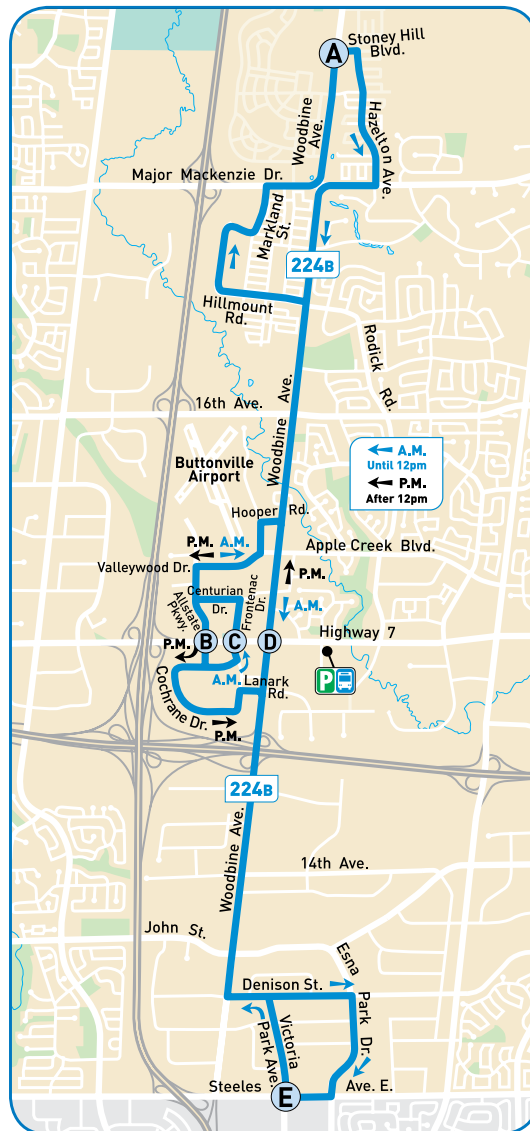 A
Stoney Hill
Blvd.
Woodbine
Ave.
Hazelton Ave.
Major Mackenzie Dr.
Markland
St.
224B
Hillmount
Rd.
Rodick Rd.
16th Ave.
Woodbine Ave.
A.M.
Until 12pm
P.M.
After 12pm
Buttonville
Airport
Hooper Rd.
P.M.
A.M.
Apple Creek Blvd.
Valleywood Dr.
P.M.
Centurian
Dr.
Allstate
Pkwy.
Frontenac
Dr.
A.M.
Highway 7
P.M.
B
C
D
P
A.M.
Lanark
Rd.
Cochrane Dr.
P.M.
224B
Woodbine Ave.
14th Ave.
John St.
Esna Park Dr.
Denison St.
Victoria
Park Ave.
Steeles Ave. E.
E